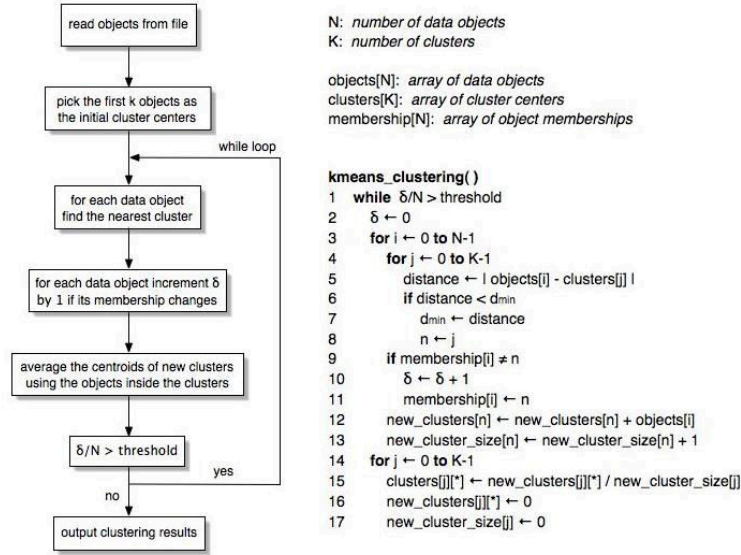 read objects from file
pick the first k objects as
the initial cluster centers
while loop
for each data object
find the nearest cluster
for each data object increment δ
by 1 if its membership changes
average the centroids of new clusters
using the objects inside the clusters
δ/N > threshold
yes
no
output clustering results
N: number of data objects
K: number of clusters
objects[N]: array of data objects
clusters[K]: array of cluster centers
membership[N]: array of object memberships
kmeans_clustering( )
1 while δ/N > threshold
2 δ ← 0
3 for i ← 0 to N-1
4 for j ← 0 to K-1
5 distance ← | objects[i] - clusters[j] |
6 if distance < dmin
7 dmin ← distance
8 n ← j
9 if membership[i] ≠ n
10 δ ← δ + 1
11 membership[i] ← n
12 new_clusters[n] ← new_clusters[n] + objects[i]
13 new_cluster_size[n] ← new_cluster_size[n] + 1
14 for j ← 0 to K-1
15 clusters[j][*] ← new_clusters[j][*] / new_cluster_size[j]
16 new_clusters[j][*] ← 0
17 new_cluster_size[j] ← 0